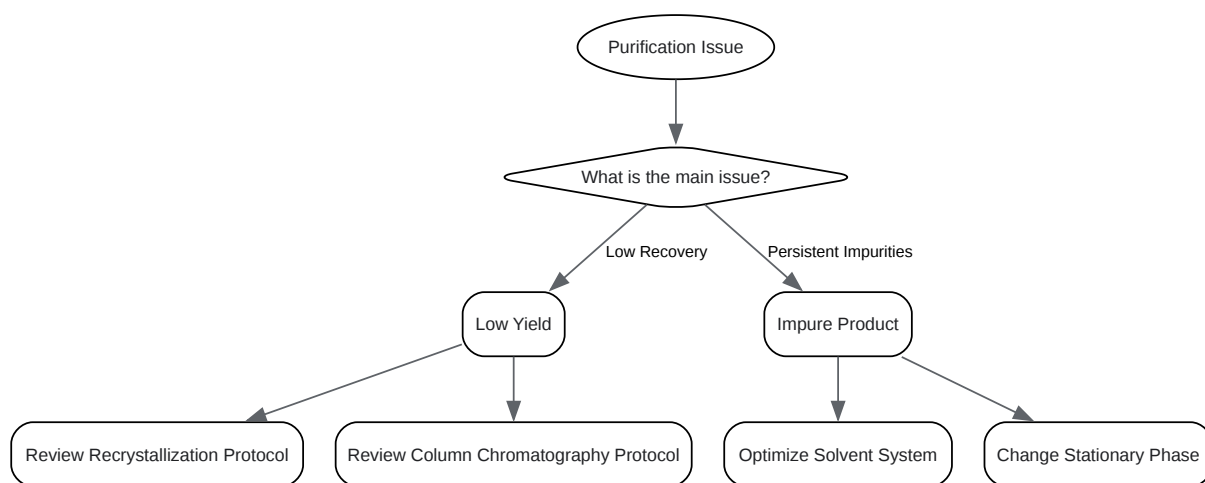 Purification Issue
What is the main issue?
Low Recovery
Persistent Impurities
Low Yield
Impure Product
Review Recrystallization Protocol
Review Column Chromatography Protocol
Optimize Solvent System
Change Stationary Phase